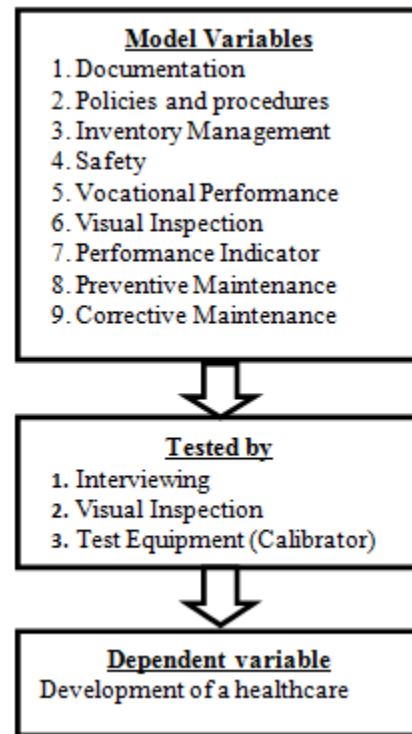 Model Variables
1. Documentation
2. Policies and procedures
3. Inventory Management
4. Safety
5. Vocational Performance
6. Visual Inspection
7. Performance Indicator
8. Preventive Maintenance
9. Corrective Maintenance
Tested by
1. Interviewing
2. Visual Inspection
3. Test Equipment (Calibrator)
Dependent variable
Development of a healthcare